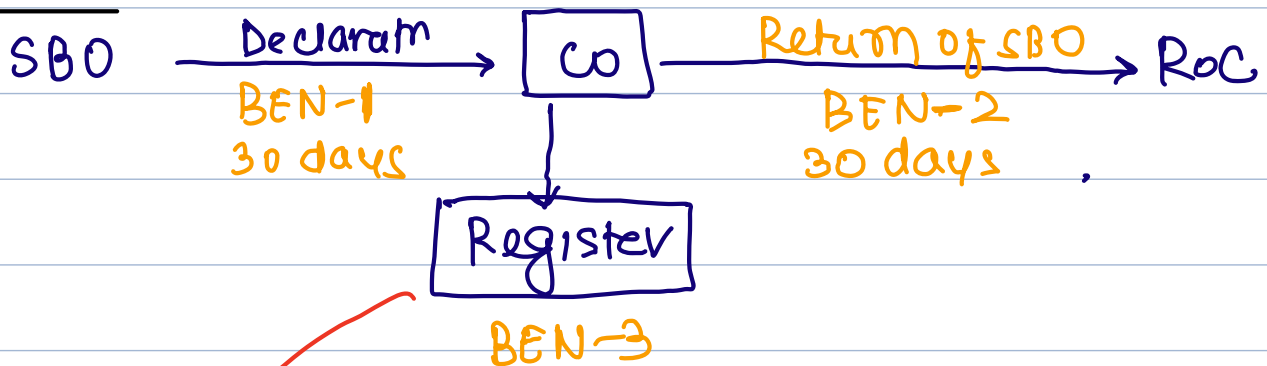 SBO
Declaratn
BEN-1
30 days
CO
Return of SBO
BEN-2
30 days
RoC
Register
BEN-3